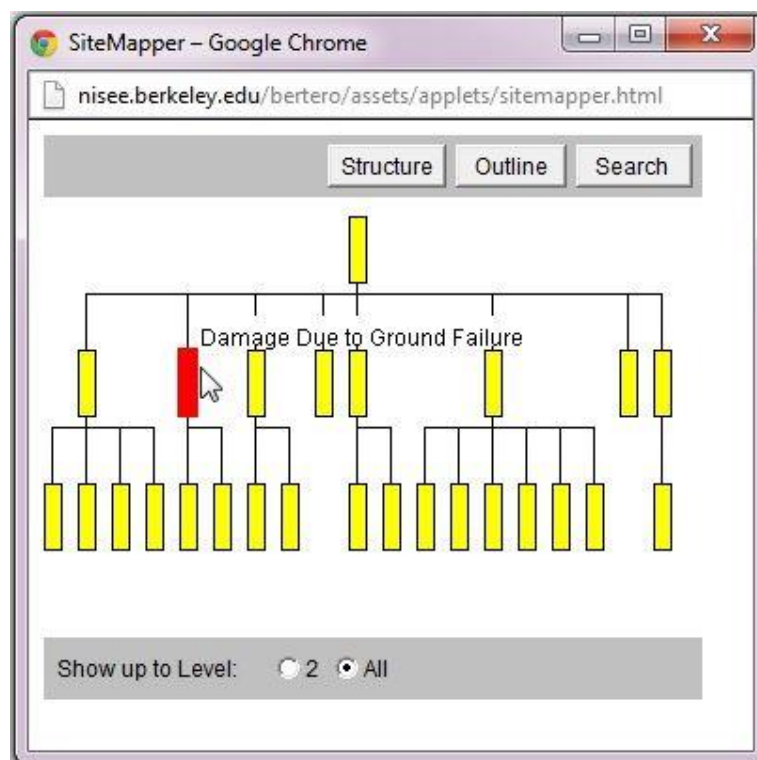 SiteMapper – Google Chrome
nisee.berkeley.edu/bertero/assets/applets/sitemapper.html
Structure Outline Search
Damage Due to Ground Failure
Show up to Level: 2 All